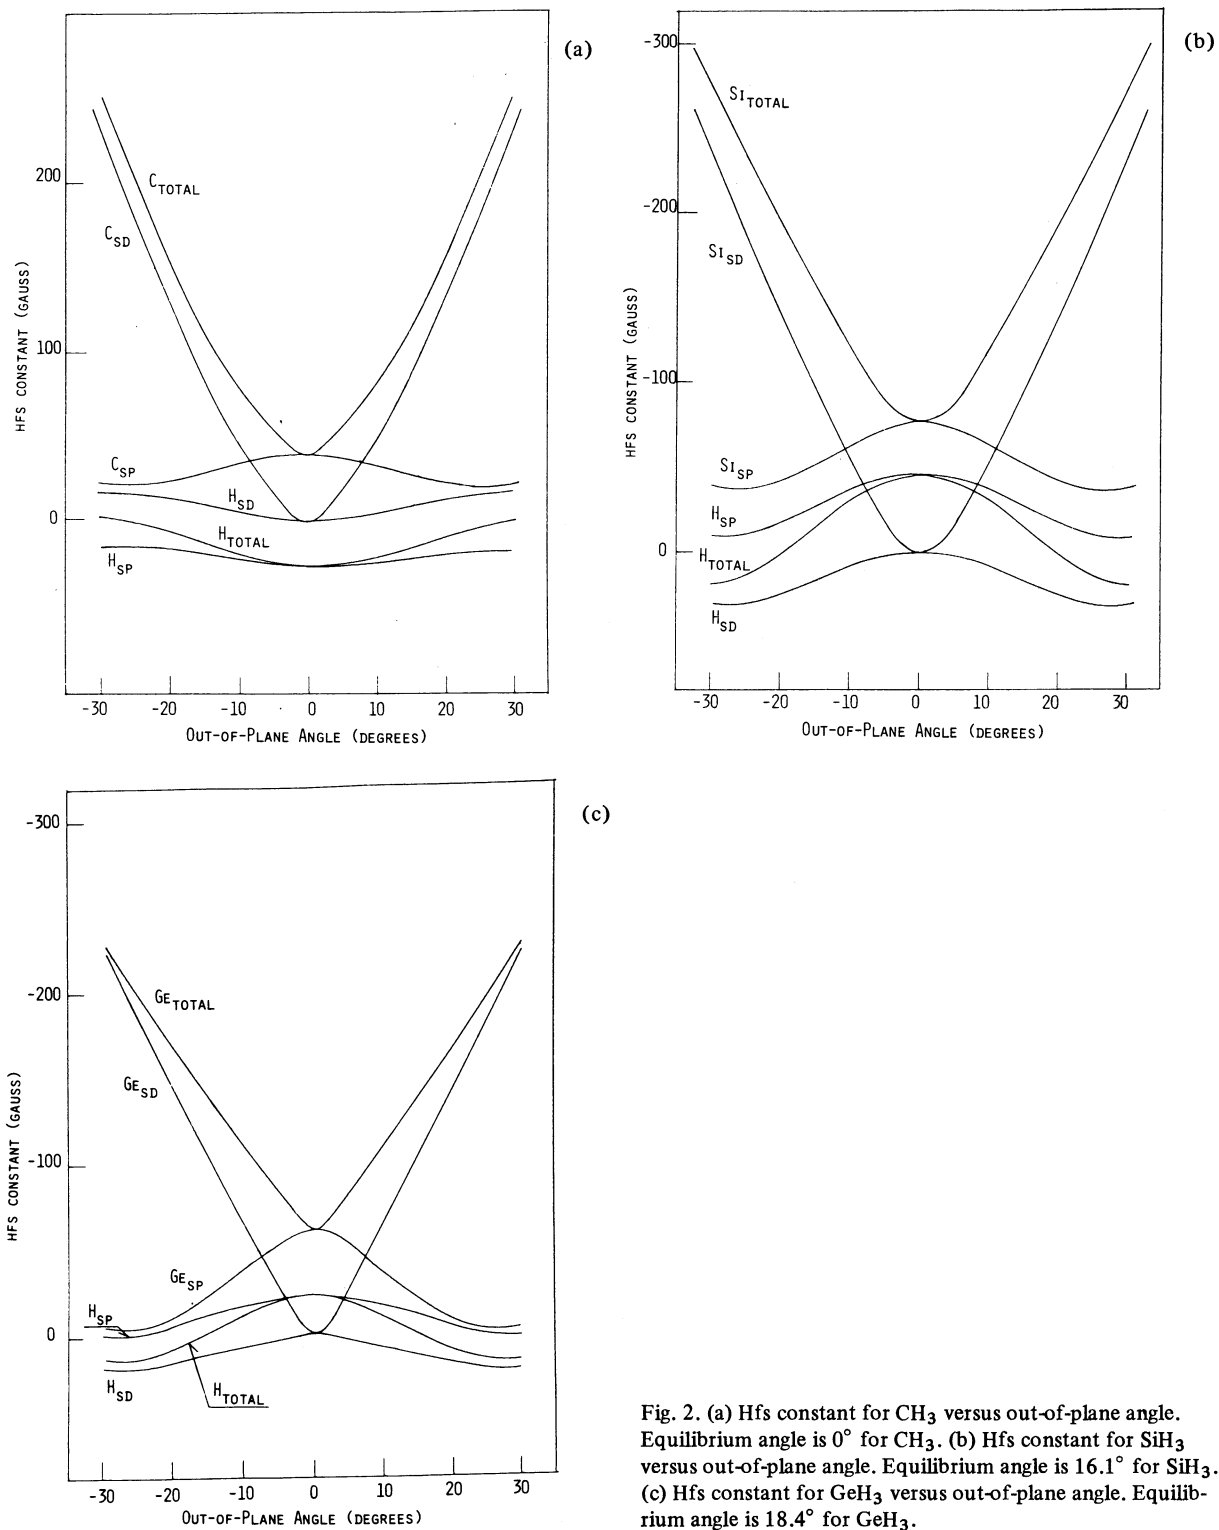 (a)
HFS CONSTANT (GAUSS)
200
100
0
C_TOTAL
C_SD
C_SP
H_SD
H_TOTAL
H_SP
-30 -20 -10 0 10 20 30
OUT-OF-PLANE ANGLE (DEGREES)
(b)
HFS CONSTANT (GAUSS)
-300
-200
-100
0
SI_TOTAL
SI_SD
SI_SP
H_SP
H_TOTAL
H_SD
-30 -20 -10 0 10 20 30
OUT-OF-PLANE ANGLE (DEGREES)
(c)
HFS CONSTANT (GAUSS)
-300
-200
-100
0
GE_TOTAL
GE_SD
GE_SP
H_SP
H_SD
H_TOTAL
-30 -20 -10 0 10 20 30
OUT-OF-PLANE ANGLE (DEGREES)
Fig. 2. (a) Hfs constant for CH₃ versus out-of-plane angle.
Equilibrium angle is 0° for CH₃. (b) Hfs constant for SiH₃
versus out-of-plane angle. Equilibrium angle is 16.1° for SiH₃.
(c) Hfs constant for GeH₃ versus out-of-plane angle. Equilib-
rium angle is 18.4° for GeH₃.